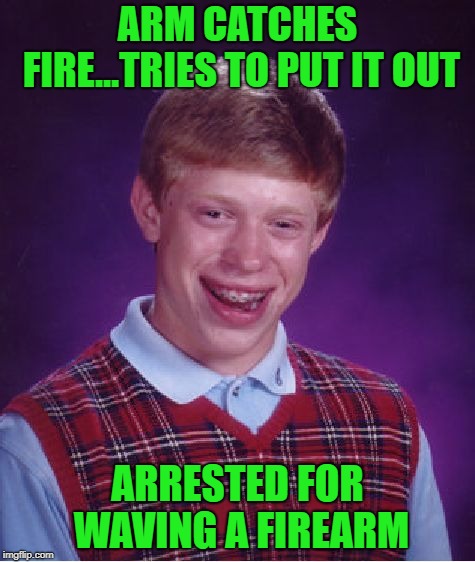 ARM CATCHES
FIRE...TRIES TO PUT IT OUT
ARRESTED FOR
WAVING A FIREARM
imgflip.com